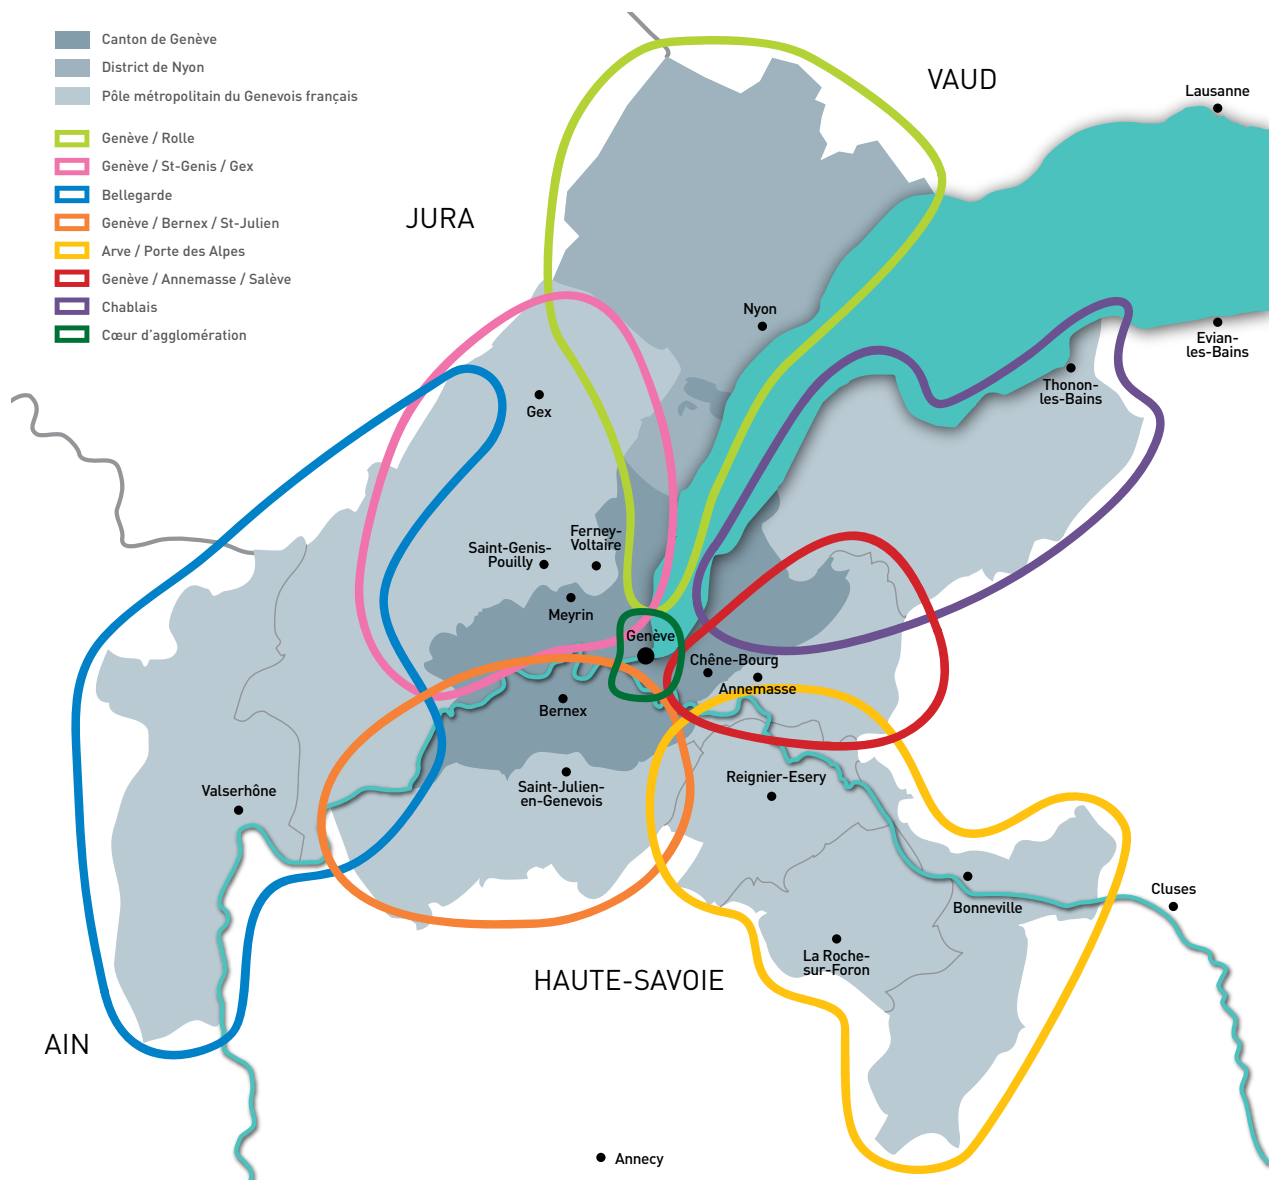 Canton de Genève
District de Nyon
Pôle métropolitain du Genevois français
Genève / Rolle
Genève / St-Genis / Gex
Bellegarde
Genève / Bernex / St-Julien
Arve / Porte des Alpes
Genève / Annemasse / Salève
Chablais
Cœur d'agglomération
VAUD
Lausanne
JURA
Nyon
Evian-
les-Bains
Thonon-
les-Bains
Gex
Ferney-
Voltaire
Saint-Genis-
Pouilly
Meyrin
Genève
Chêne-Bourg
Annemasse
Bernex
Valserhône
Saint-Julien-
en-Genevois
Reignier-Esery
Bonneville
Cluses
La Roche-
sur-Foron
HAUTE-SAVOIE
AIN
Annecy